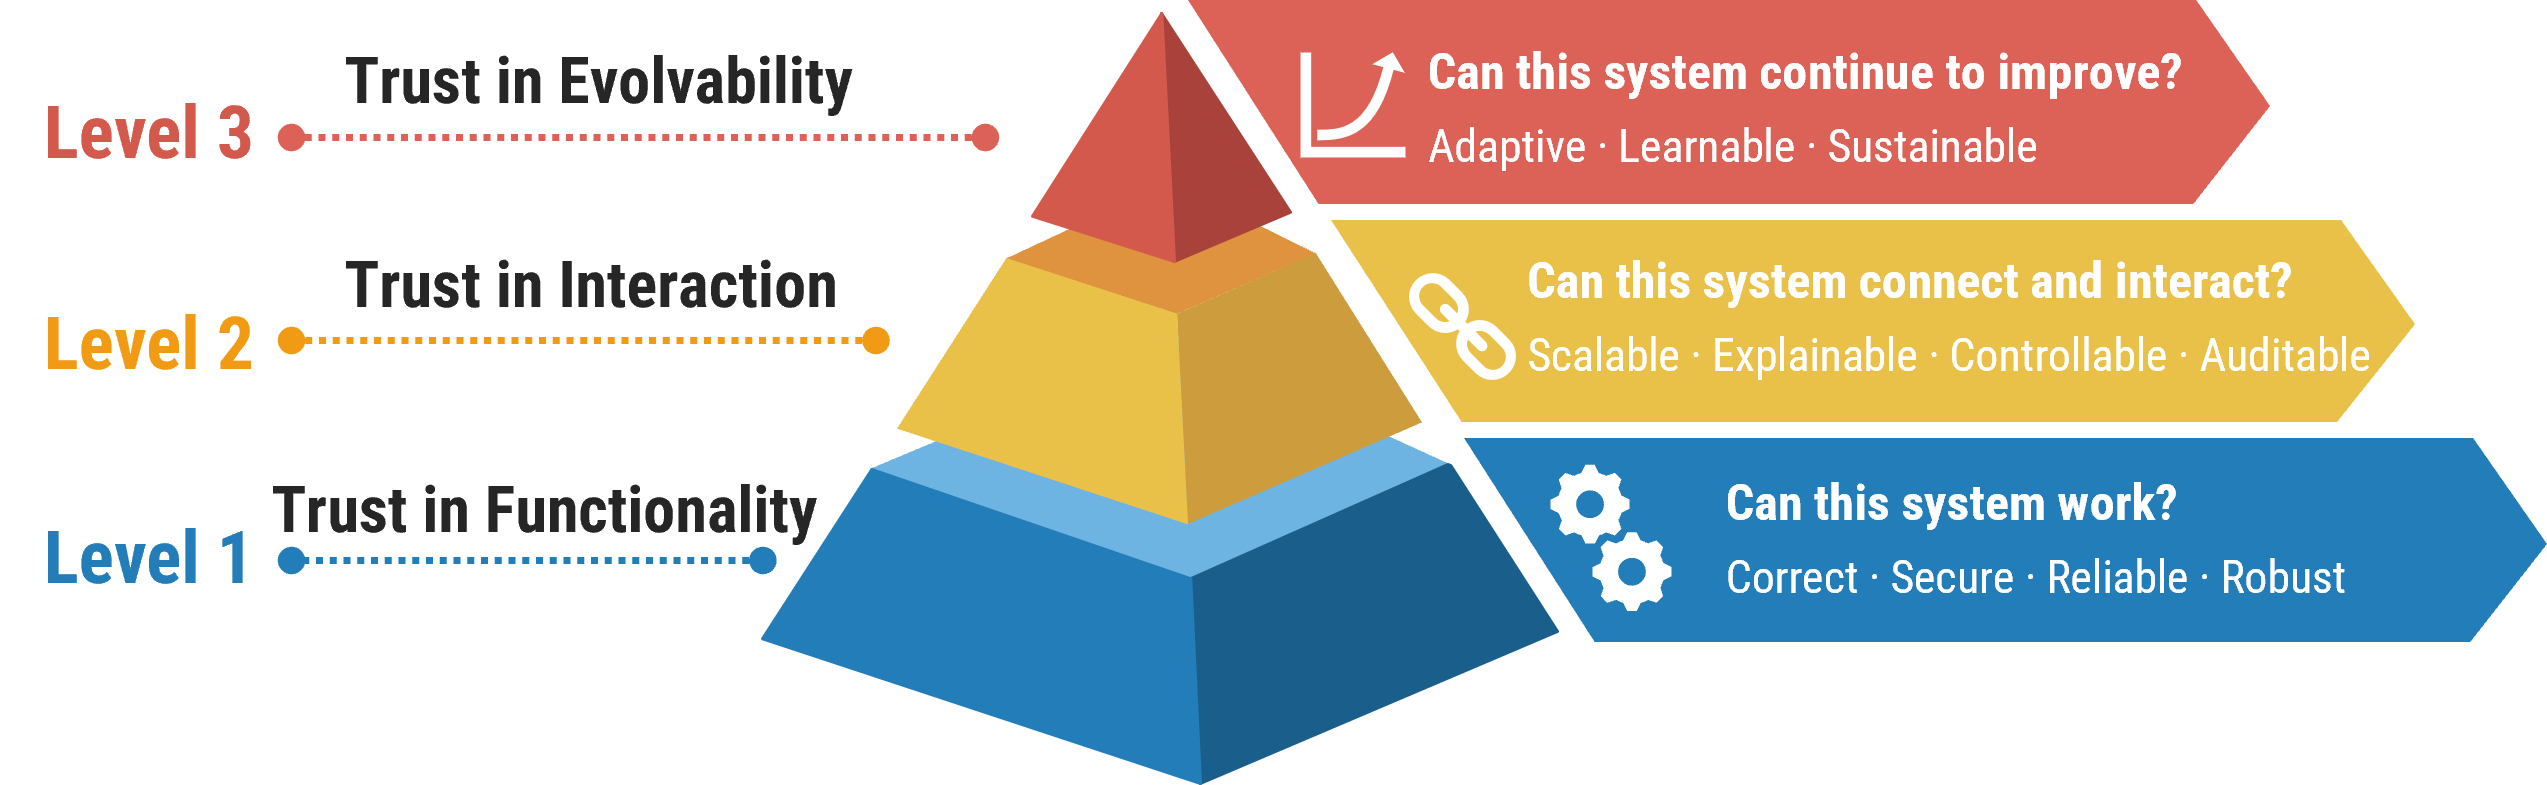 Level 3
Trust in Evolvability
Can this system continue to improve?
Adaptive · Learnable · Sustainable
Level 2
Trust in Interaction
Can this system connect and interact?
Scalable · Explainable · Controllable · Auditable
Level 1
Trust in Functionality
Can this system work?
Correct · Secure · Reliable · Robust